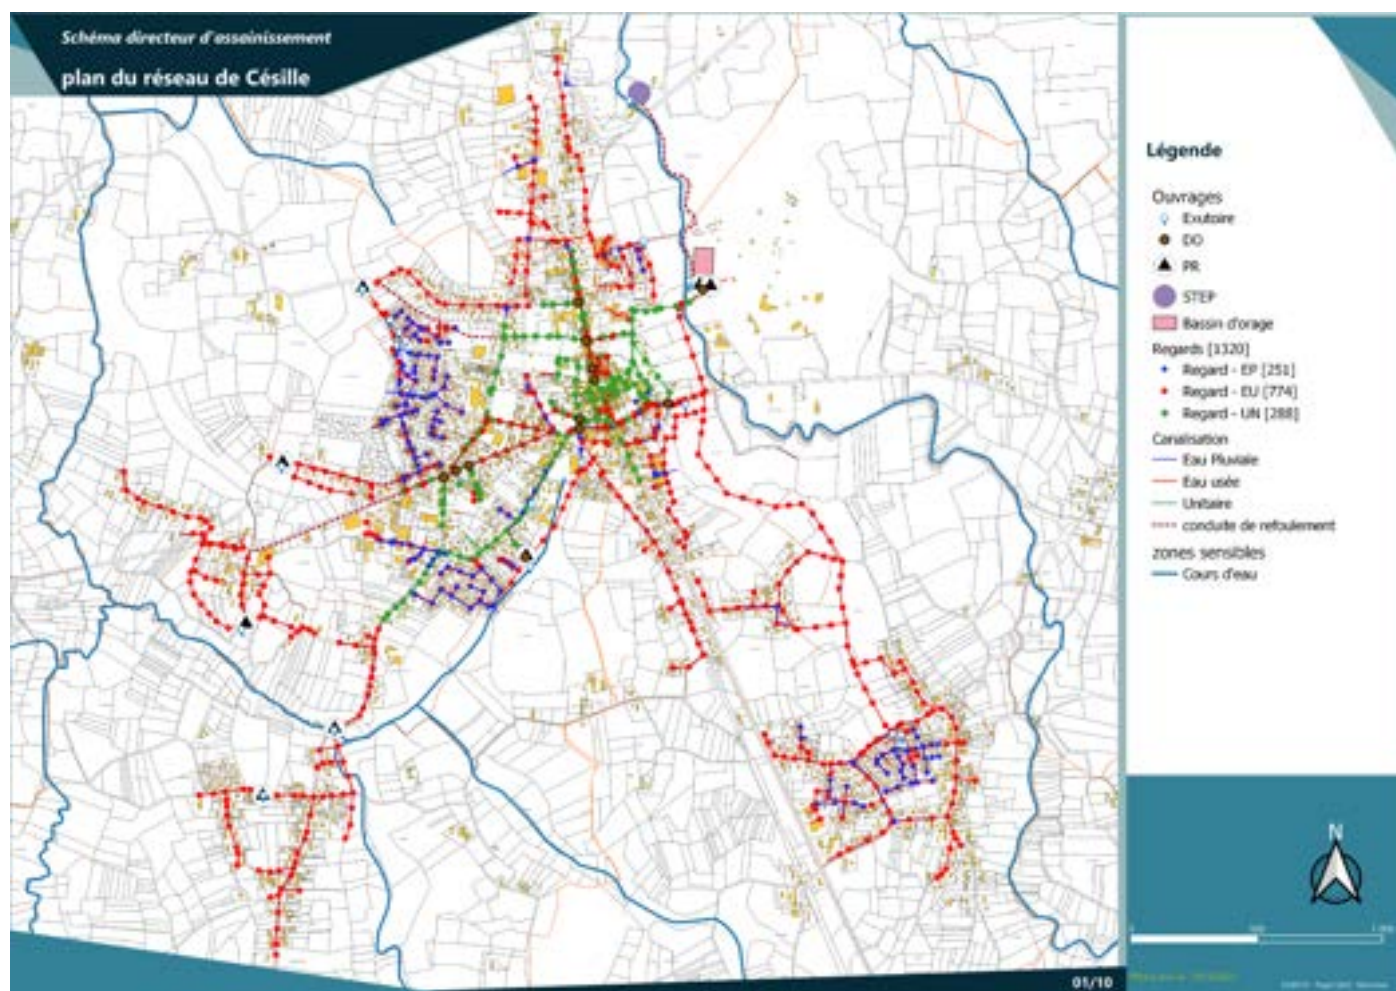 Schéma directeur d'assainissement
plan du réseau de Césille
Légende
Ouvrages
Exutoire
DO
PR
STEP
Bassin d'orage
Regards [1320]
Regard - EP [251]
Regard - EU [774]
Regard - UN [288]
Canalisation
Eau Pluviale
Eau usée
Unitaire
conduite de refoulement
zones sensibles
Cours d'eau
N
01/10